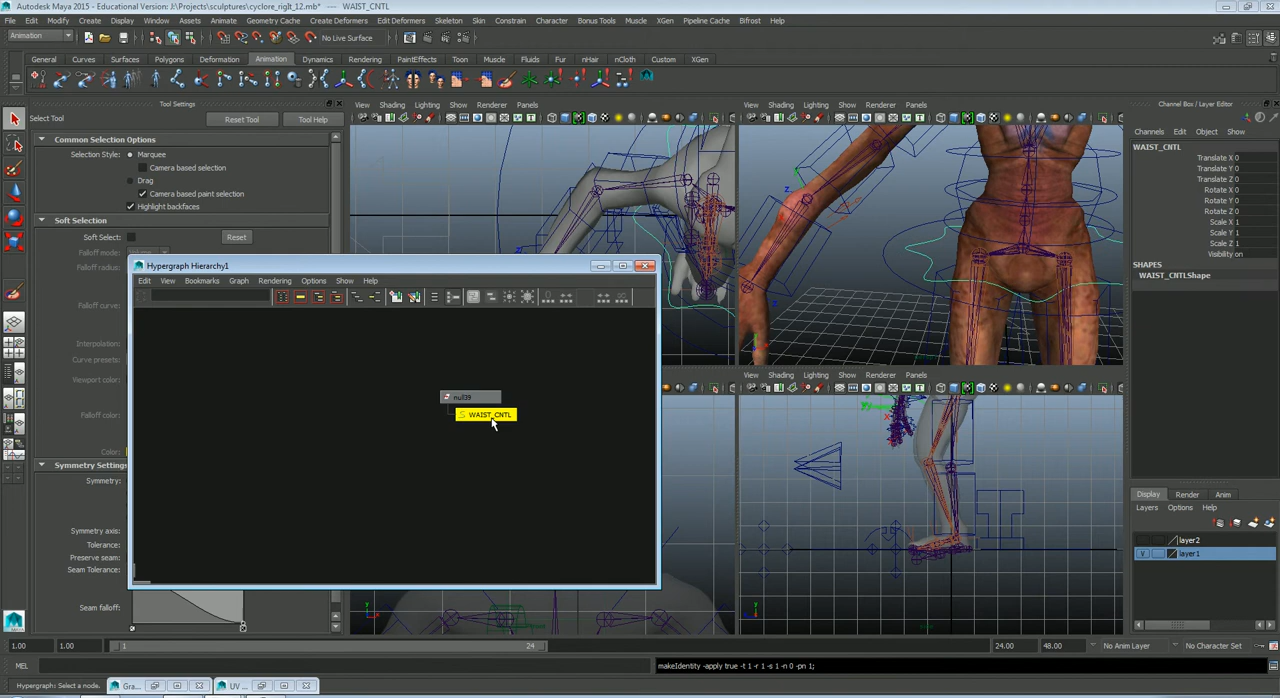 Autodesk Maya 2015 - Educational Version: J:\Projects\sculptures\cyclore_riglt_12.mb* --- WAIST_CNTL
File Edit Modify Create Display Window Assets Animate Geometry Cache Create Deformers Edit Deformers Skeleton Skin Constrain Character Bonus Tools Muscle XGen Pipeline Cache Bifrost Help
Animation No Live Surface
General Curves Surfaces Polygons Deformation Animation Dynamics Rendering PaintEffects Toon Muscle Fluids Fur nHair nCloth Custom XGen
Tool Settings
Select Tool Reset Tool Tool Help
Common Selection Options
Selection Style: Marquee
Camera based selection
Drag
Camera based paint selection
Highlight backfaces
Soft Selection
Soft Select: Reset
Falloff mode:
Falloff radius:
Falloff curve:
Interpolation:
Curve presets:
Viewport color:
Falloff color:
Color:
Symmetry Settings
Symmetry:
Symmetry axis:
Tolerance:
Preserve seam:
Seam Tolerance:
Seam falloff:
View Shading Lighting Show Renderer Panels
View Shading Lighting Show Renderer Panels
Hypergraph Hierarchy1
Edit View Bookmarks Graph Rendering Options Show Help
null39
WAIST_CNTL
View Shading Lighting Show Renderer Panels
Channel Box / Layer Editor
Channels Edit Object Show
WAIST_CNTL
Translate X 0
Translate Y 0
Translate Z 0
Rotate X 0
Rotate Y 0
Rotate Z 0
Scale X 1
Scale Y 1
Scale Z 1
Visibility on
SHAPES
WAIST_CNTLShape
Display Render Anim
Layers Options Help
layer2
V layer1
1.00 1.00 1 24 24.00 48.00 No Anim Layer No Character Set
MEL makeIdentity -apply true -t 1 -r 1 -s 1 -n 0 -pn 1;
Hypergraph: Select a node. Gra... UV ...